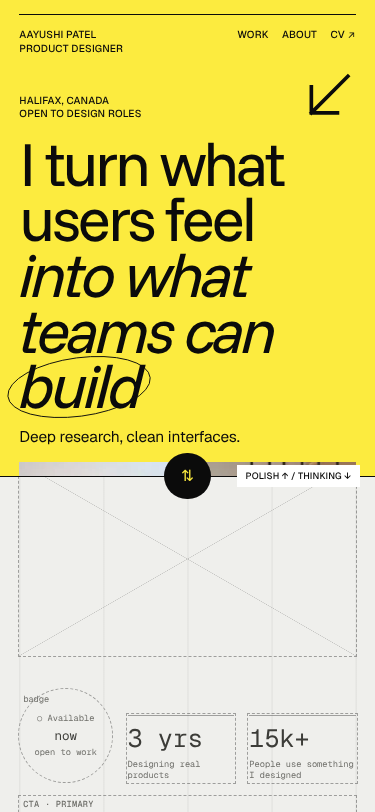 AAYUSHI PATEL
PRODUCT DESIGNER
WORK ABOUT CV ↗
HALIFAX, CANADA
OPEN TO DESIGN ROLES
I turn what
users feel
into what
teams can
build
Deep research, clean interfaces.
POLISH ↑ / THINKING ↓
badge
○ Available
now
open to work
3 yrs
Designing real
products
15k+
People use something
I designed
CTA · PRIMARY